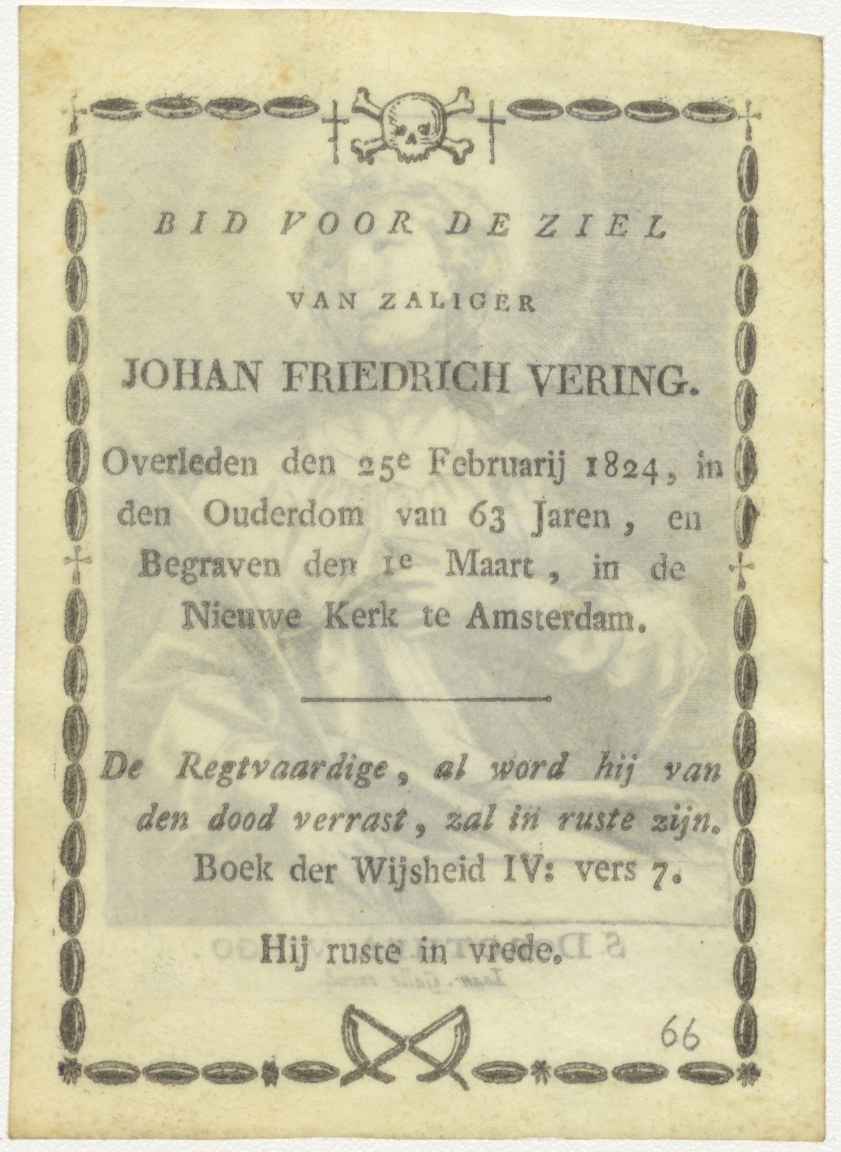 BID VOOR DE ZIEL
VAN ZALIGER
JOHAN FRIEDRICH VERING.
Overleden den 25e Februarij 1824, in
den Ouderdom van 63 Jaren, en
Begraven den 1e Maart, in de
Nieuwe Kerk te Amsterdam.
De Regtvaardige, al word hij van
den dood verrast, zal in ruste zijn.
Boek der Wijsheid IV: vers 7.
Hij ruste in vrede.
66